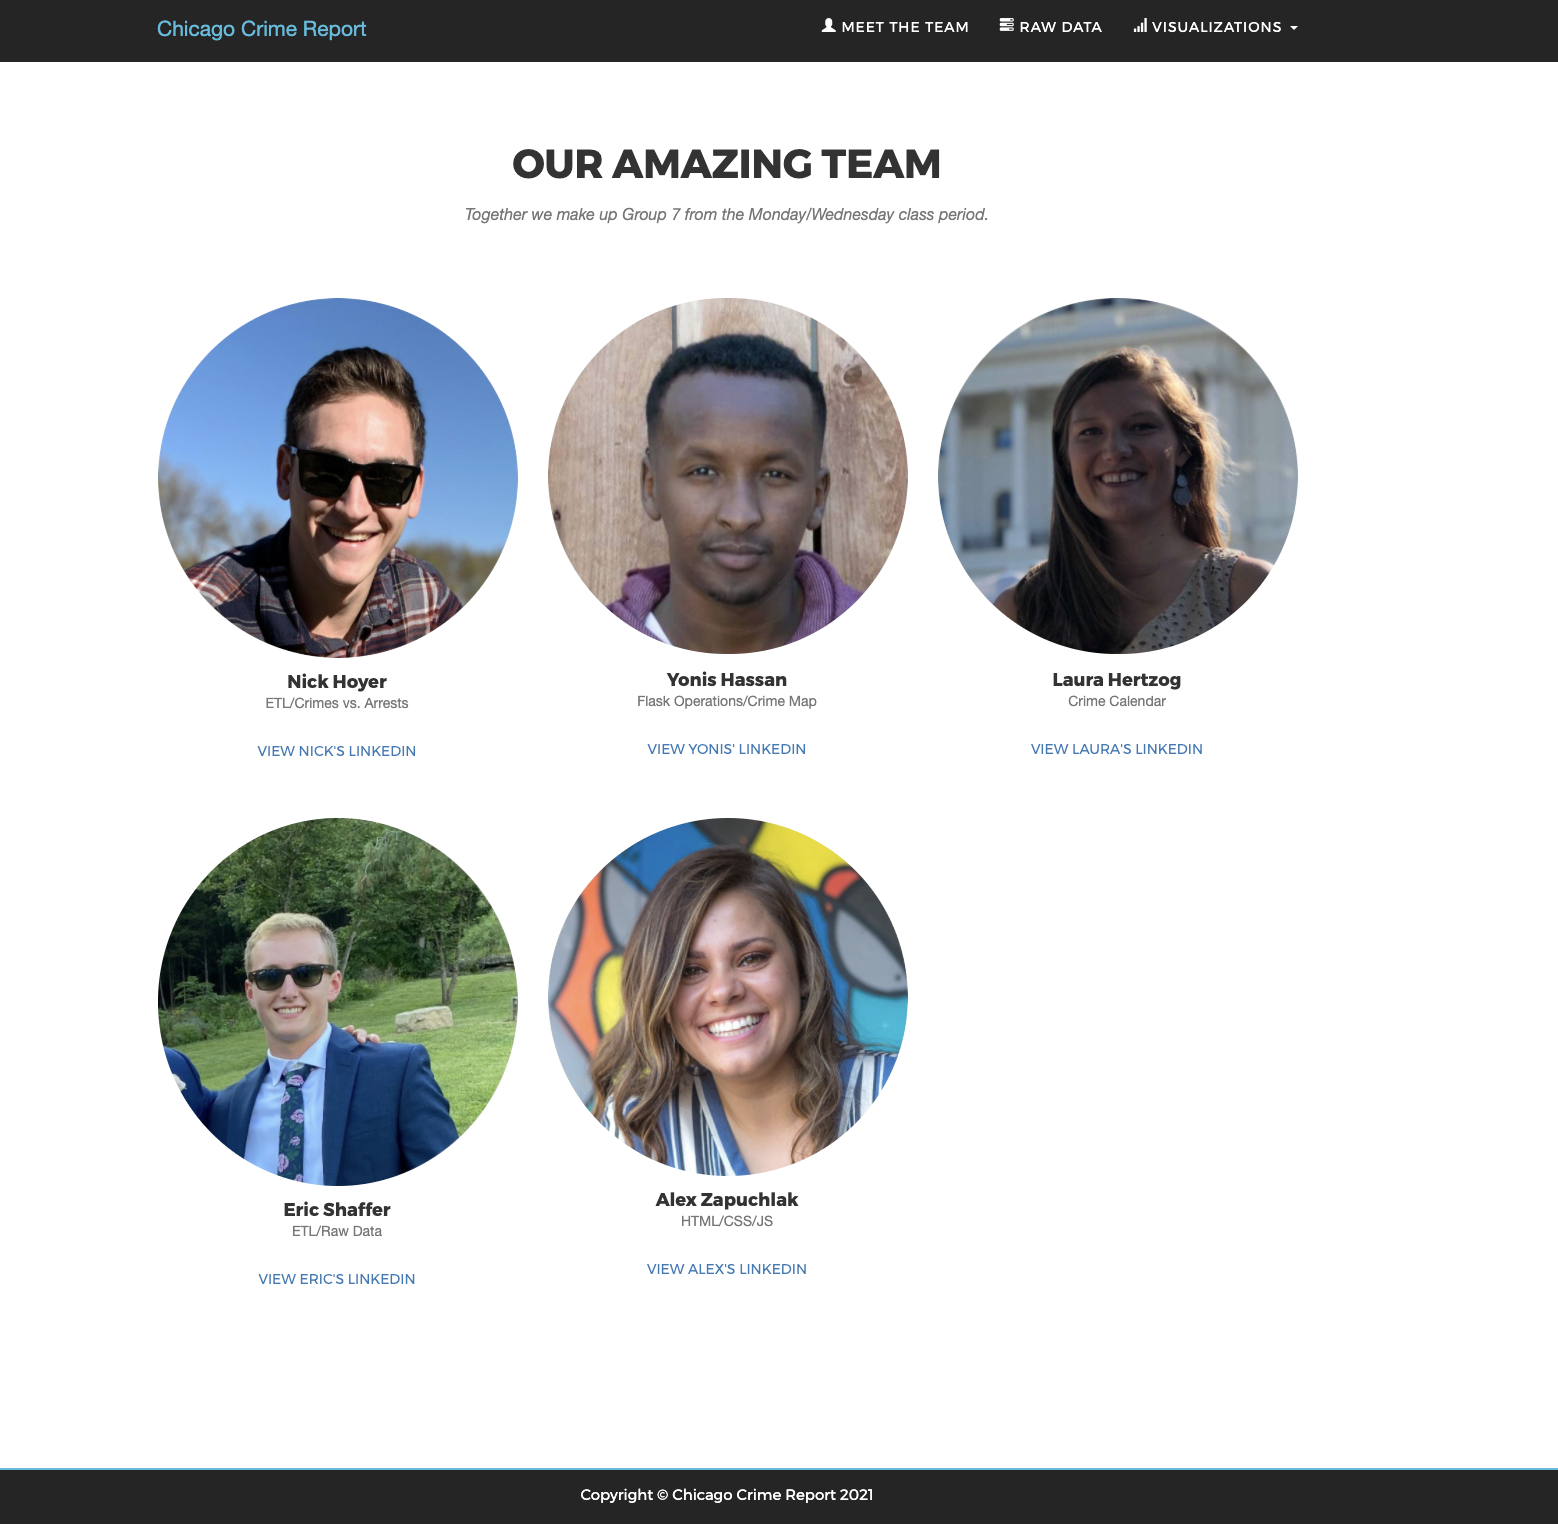 Chicago Crime Report
MEET THE TEAM
RAW DATA
VISUALIZATIONS
OUR AMAZING TEAM
Together we make up Group 7 from the Monday/Wednesday class period.
Nick Hoyer
ETL/Crimes vs. Arrests
VIEW NICK'S LINKEDIN
Yonis Hassan
Flask Operations/Crime Map
VIEW YONIS' LINKEDIN
Laura Hertzog
Crime Calendar
VIEW LAURA'S LINKEDIN
Eric Shaffer
ETL/Raw Data
VIEW ERIC'S LINKEDIN
Alex Zapuchlak
HTML/CSS/JS
VIEW ALEX'S LINKEDIN
Copyright © Chicago Crime Report 2021